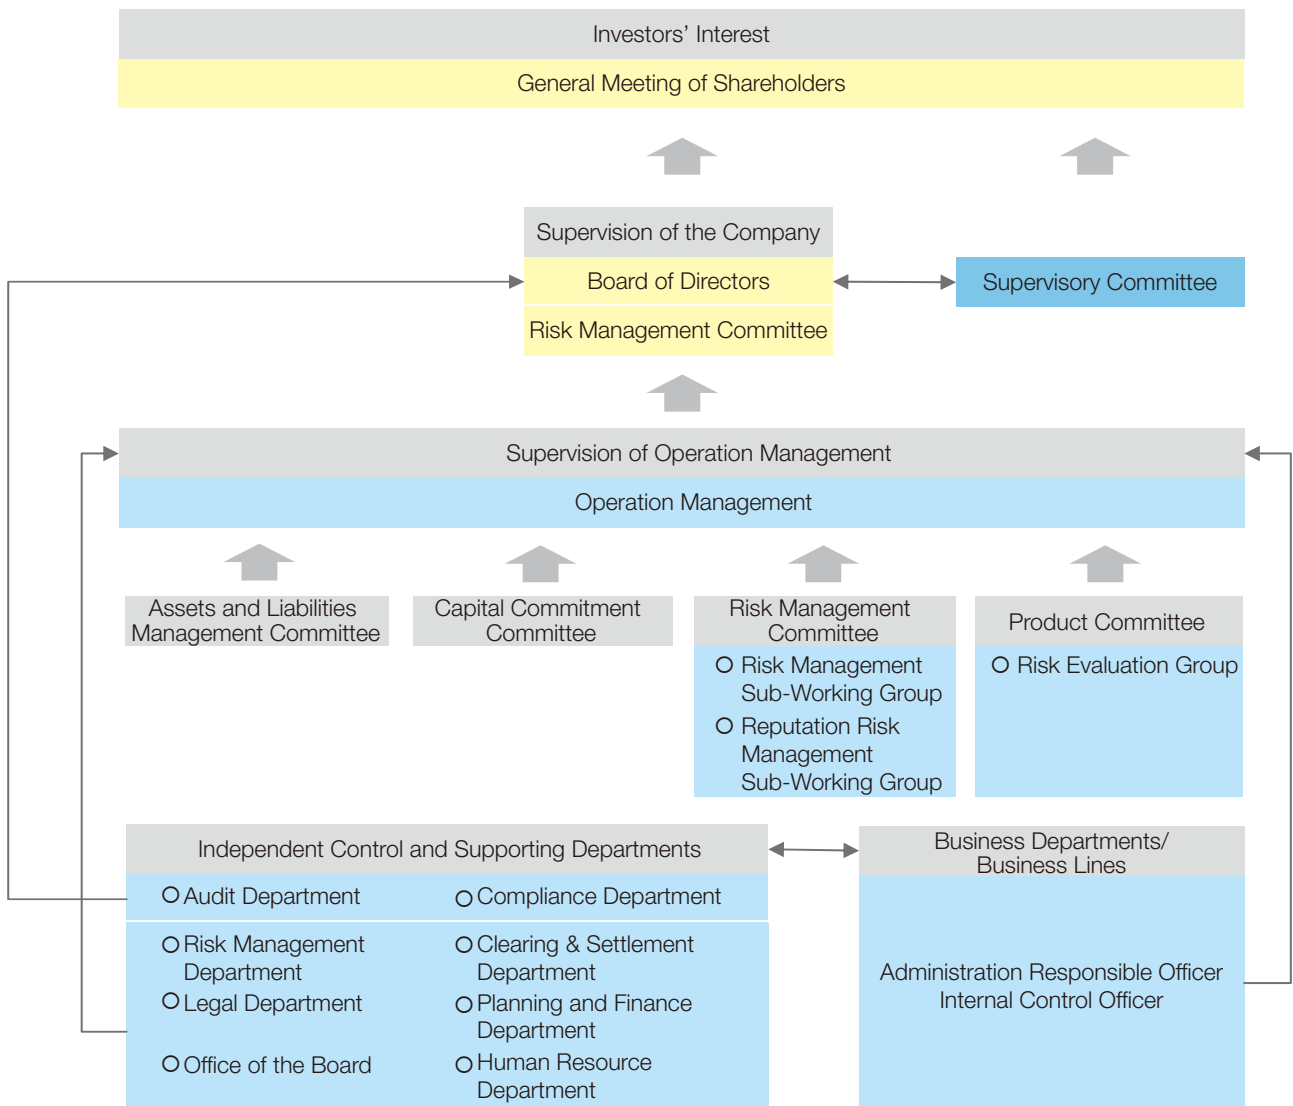 Investors’ Interest
General Meeting of Shareholders
Supervision of the Company
Board of Directors
Supervisory Committee
Risk Management Committee
Supervision of Operation Management
Operation Management
Assets and Liabilities
Management Committee
Capital Commitment
Committee
Risk Management
Committee
Risk Management
Sub-Working Group
Reputation Risk
Management
Sub-Working Group
Product Committee
Risk Evaluation Group
Independent Control and Supporting Departments
Audit Department
Compliance Department
Risk Management
Department
Clearing & Settlement
Department
Legal Department
Planning and Finance
Department
Office of the Board
Human Resource
Department
Business Departments/
Business Lines
Administration Responsible Officer
Internal Control Officer